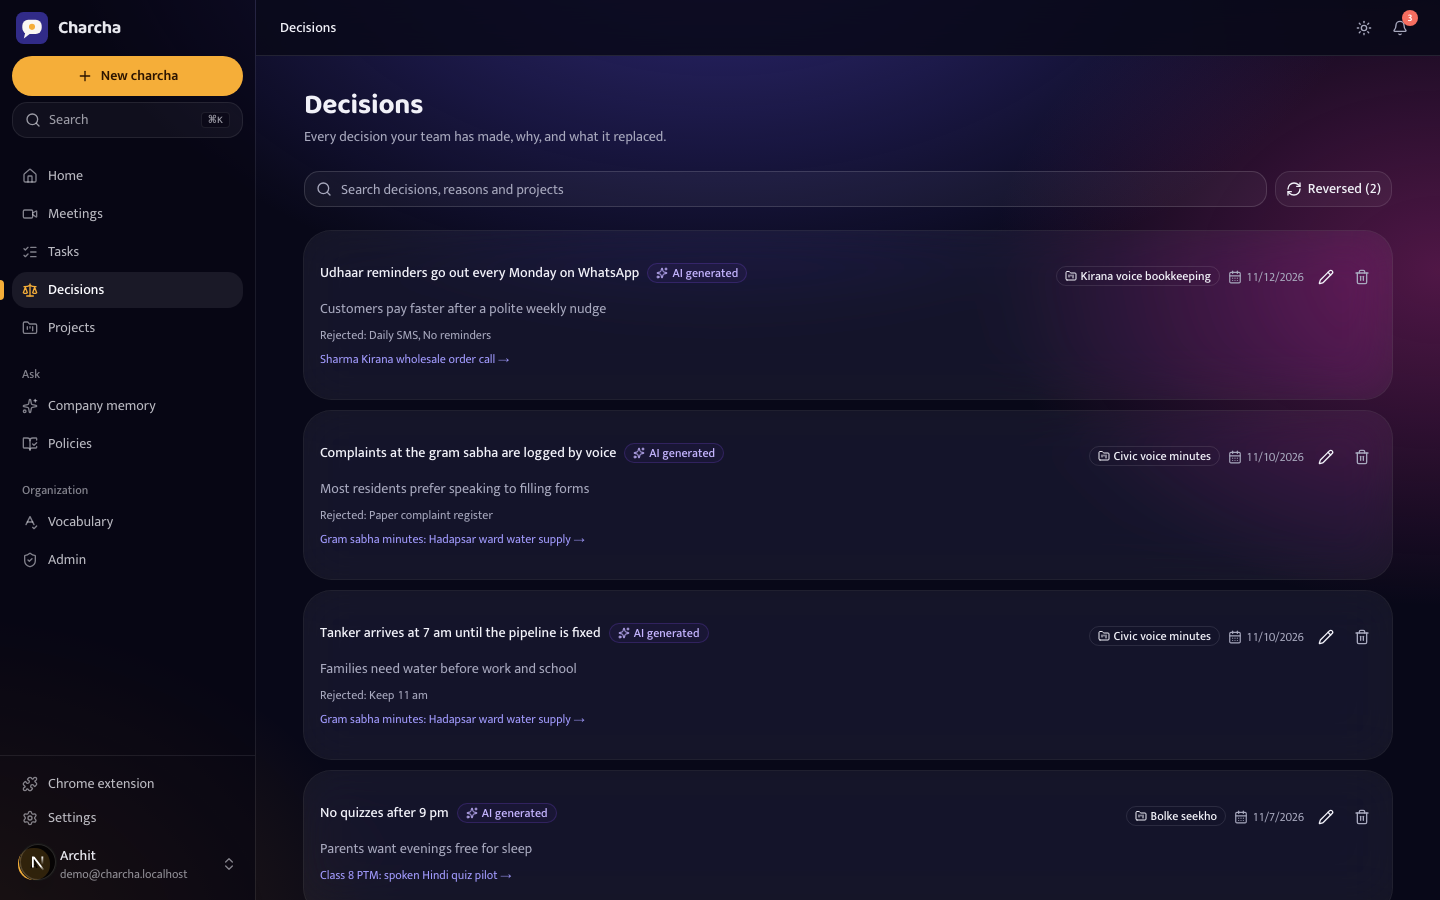 Charcha
New charcha
Search ⌘K
Home
Meetings
Tasks
Decisions
Projects
Ask
Company memory
Policies
Organization
Vocabulary
Admin
Chrome extension
Settings
N
Archit
demo@charcha.localhost
Decisions
3
Decisions
Every decision your team has made, why, and what it replaced.
Search decisions, reasons and projects
Reversed (2)
Udhaar reminders go out every Monday on WhatsApp AI generated Kirana voice bookkeeping 11/12/2026
Customers pay faster after a polite weekly nudge
Rejected: Daily SMS, No reminders
Sharma Kirana wholesale order call →
Complaints at the gram sabha are logged by voice AI generated Civic voice minutes 11/10/2026
Most residents prefer speaking to filling forms
Rejected: Paper complaint register
Gram sabha minutes: Hadapsar ward water supply →
Tanker arrives at 7 am until the pipeline is fixed AI generated Civic voice minutes 11/10/2026
Families need water before work and school
Rejected: Keep 11 am
Gram sabha minutes: Hadapsar ward water supply →
No quizzes after 9 pm AI generated Bolke seekho 11/7/2026
Parents want evenings free for sleep
Class 8 PTM: spoken Hindi quiz pilot →